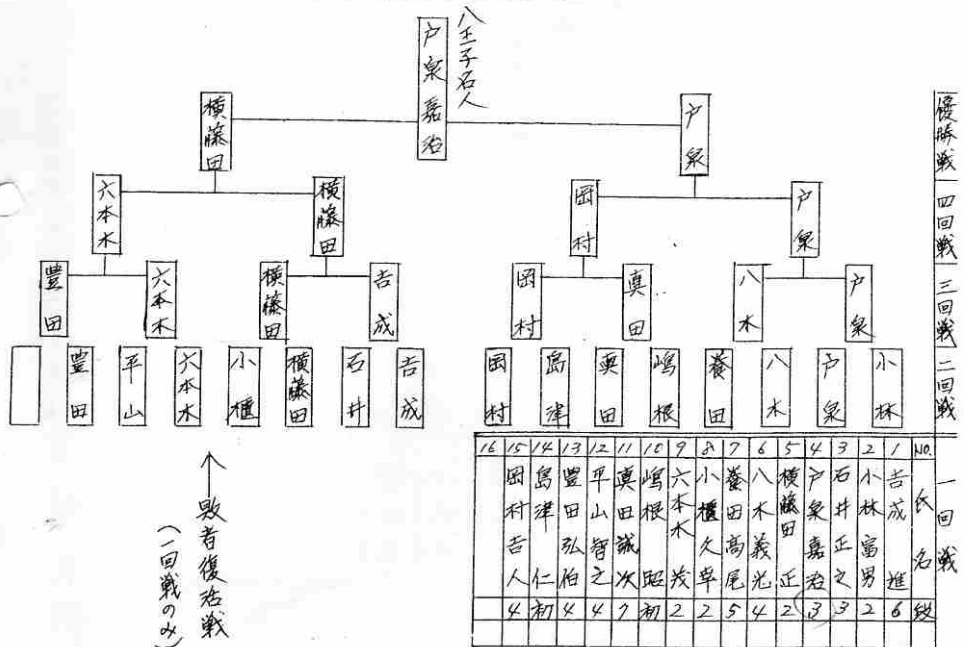 八王子名人
戸泉嘉治
優勝戦
横藤田
戸泉
四回戦
六本木
横藤田
岡村
戸泉
三回戦
豊田
六本木
横藤田
吉成
岡村
真田
八木
戸泉
二回戦
豊田
平山
六本木
小櫃
横藤田
石井
吉成
岡村
島津
真田
嶋根
養田
八木
戸泉
小林
一回戦
NO. 氏名 段
1 吉成 進 6
2 小林富男 2
3 石井正之 3
4 戸泉嘉治 3
5 横藤田 正 2
6 八木義光 4
7 養田高尾 5
8 小櫃久幸 2
9 六本木 茂 2
10 嶋根 昭 初
11 真田誠次 7
12 平山智之 4
13 豊田弘伯 4
14 島津 仁 初
15 岡村吉人 4
16
↑敗者復活戦
(一回戦のみ)